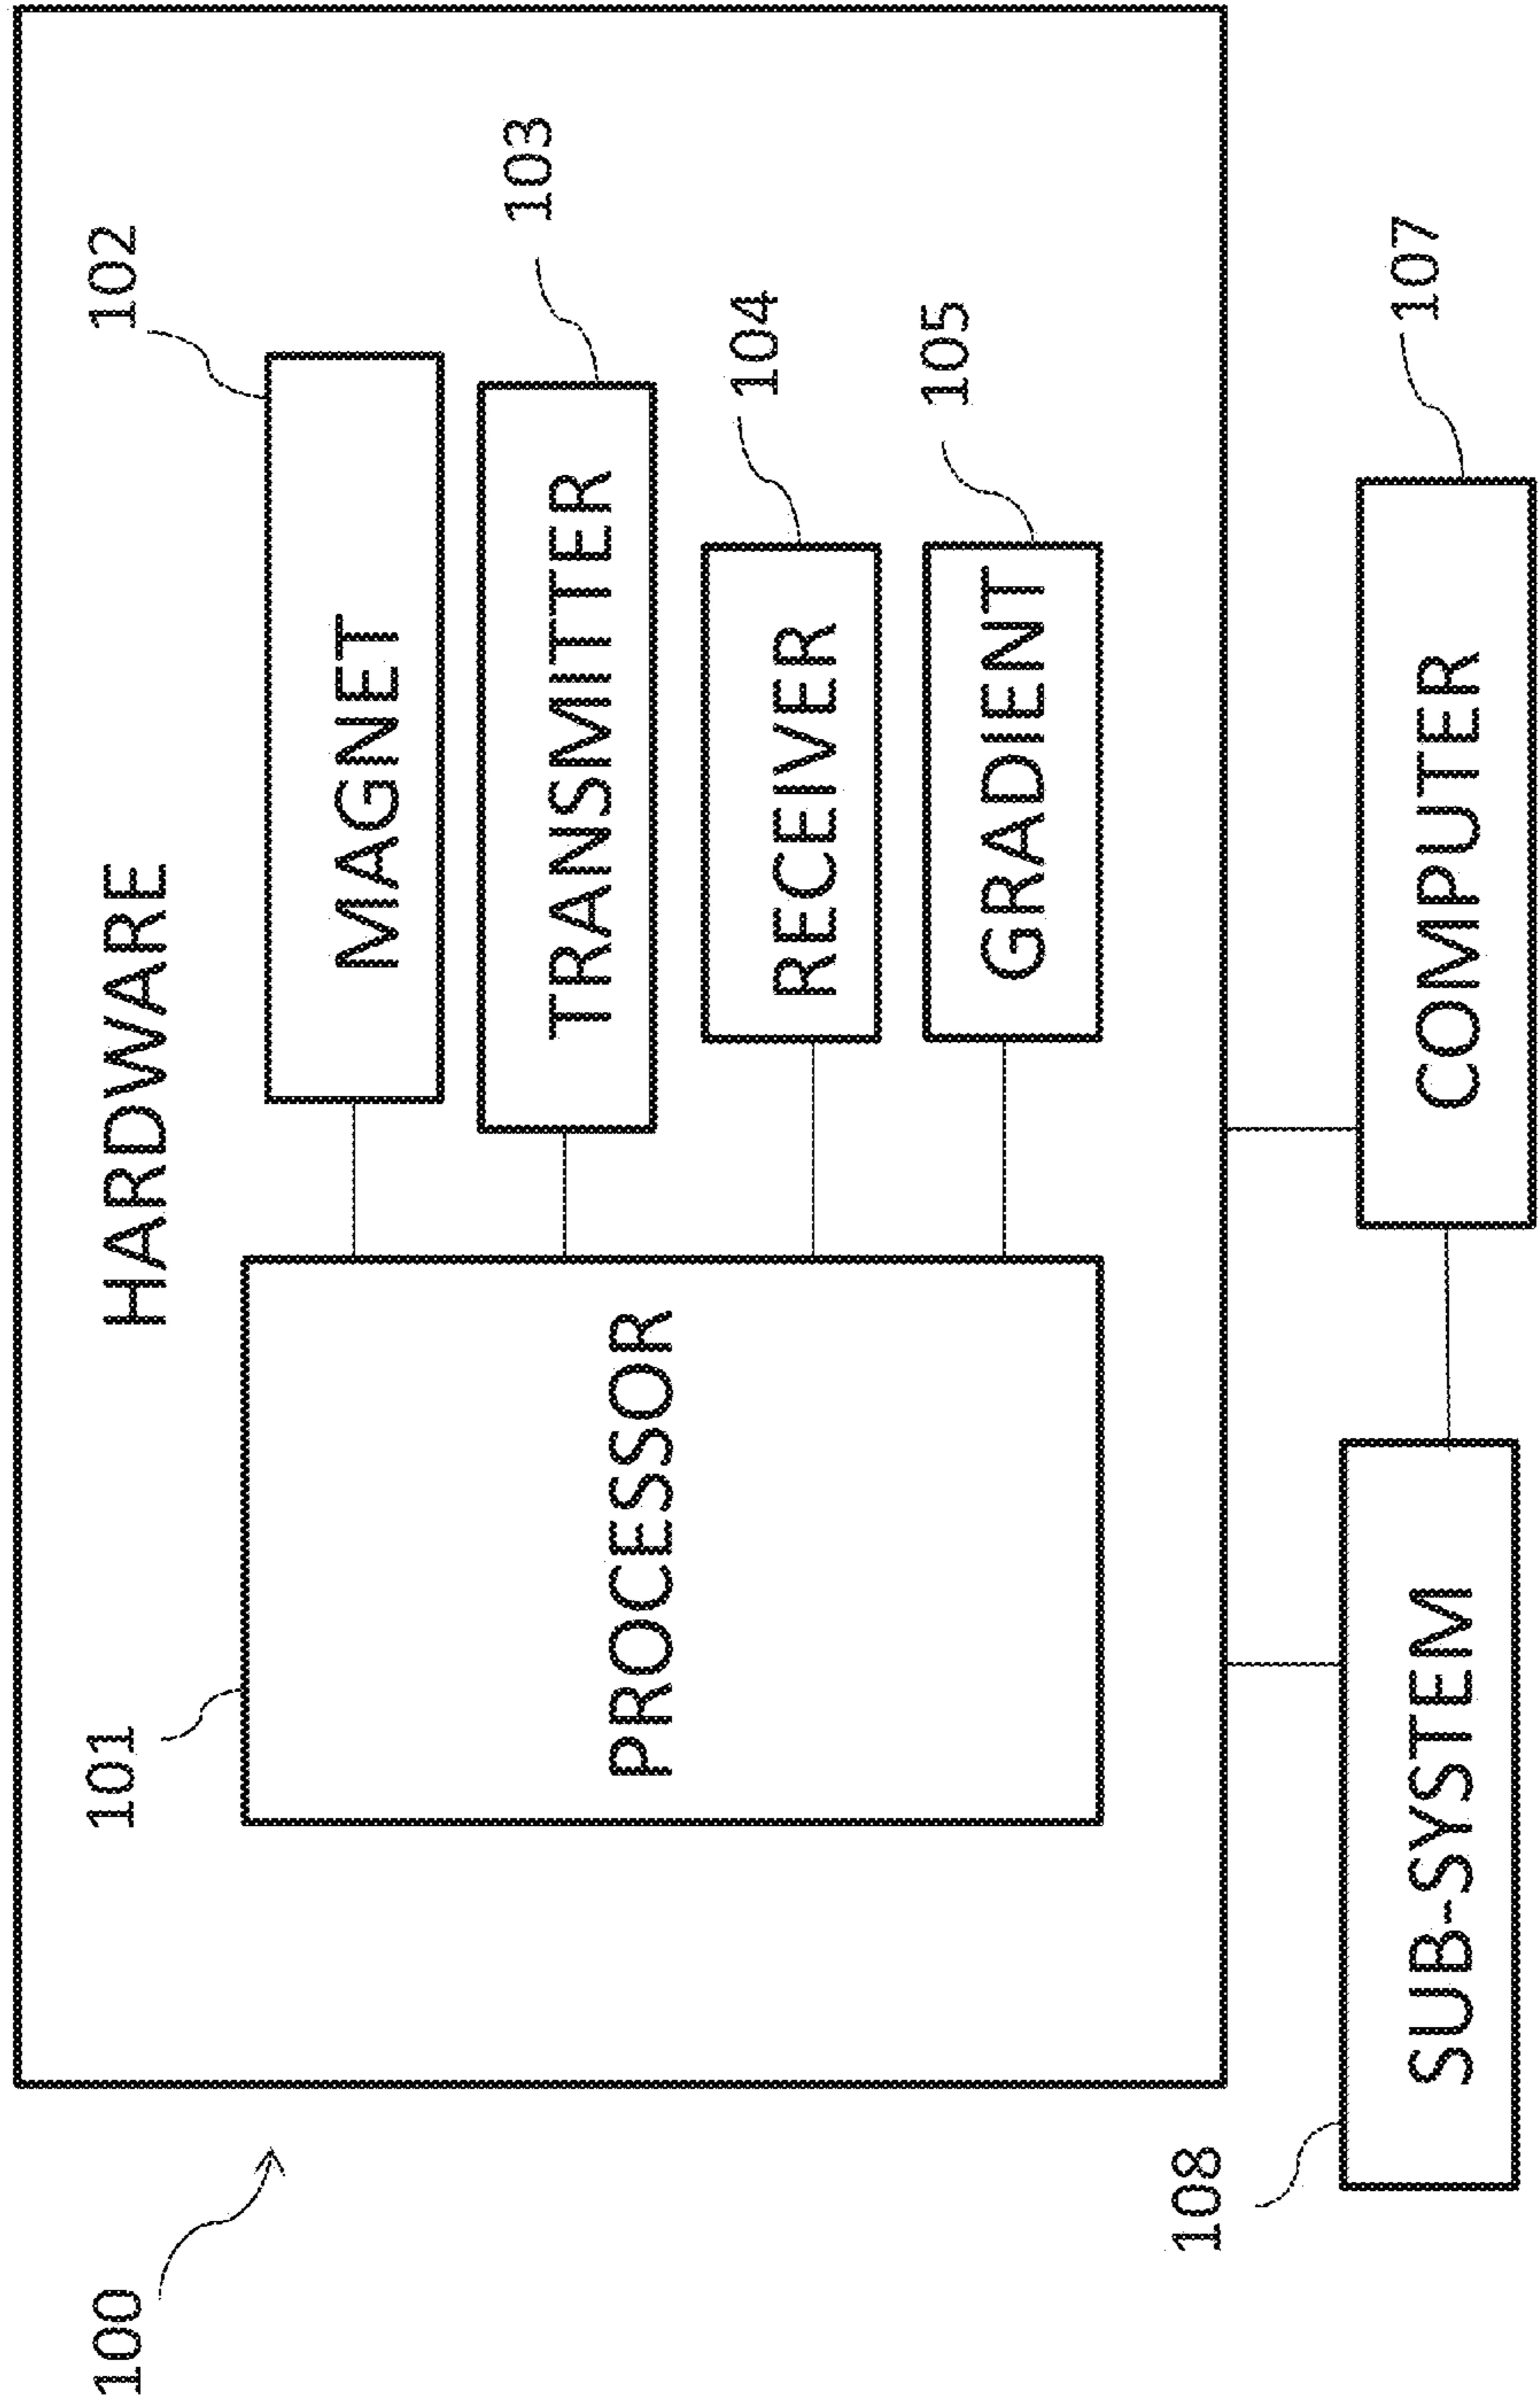 100
HARDWARE
101
102
PROCESSOR
MAGNET
103
TRANSMITTER
104
RECEIVER
105
GRADIENT
108
107
SUB-SYSTEM
COMPUTER